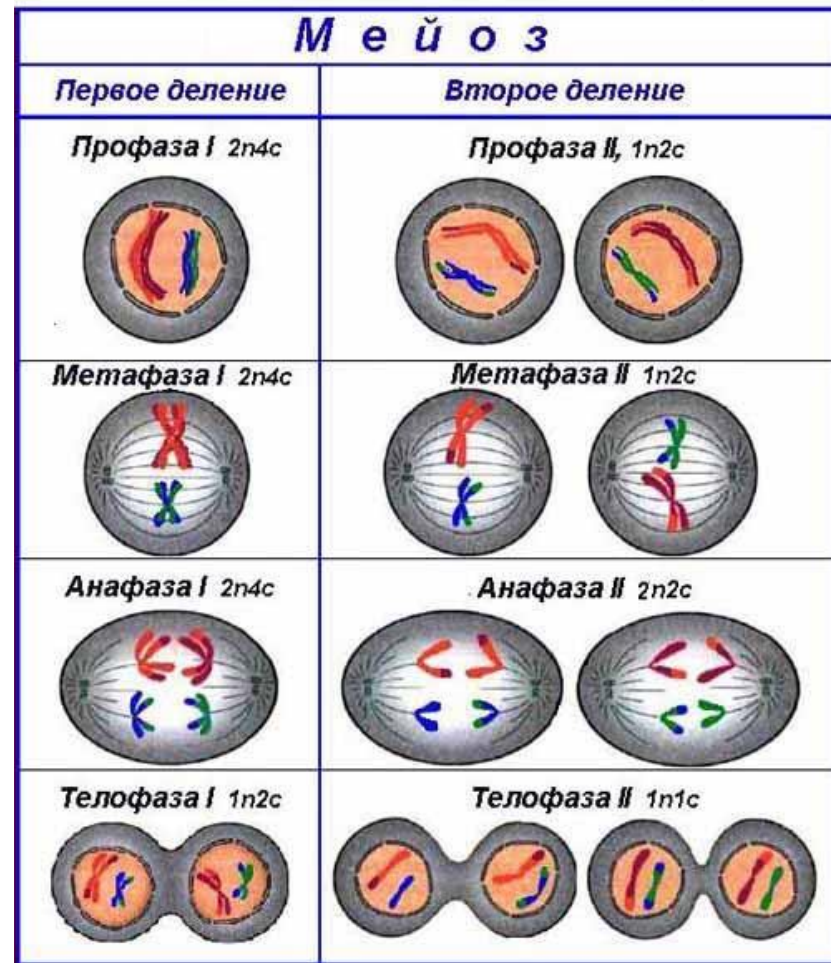 Мейоз
Первое деление
Второе деление
Профаза I 2n4c
Профаза II, 1n2c
Метафаза I 2n4c
Метафаза II 1n2c
Анафаза I 2n4c
Анафаза II 2n2c
Телофаза I 1n2c
Телофаза II 1n1c